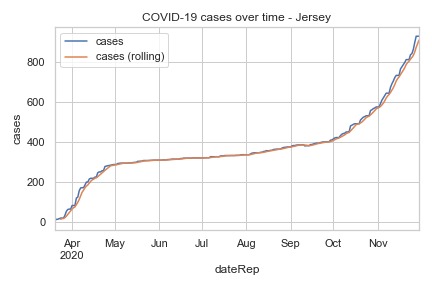 COVID-19 cases over time - Jersey
cases
cases (rolling)
800
600
400
200
0
cases
Apr
2020
May
Jun
Jul
Aug
Sep
Oct
Nov
dateRep